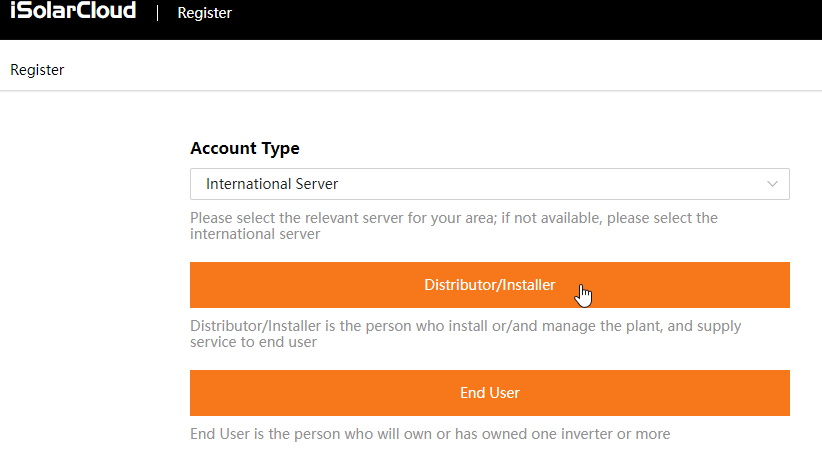 iSolarCloud | Register
Register
Account Type
International Server
Please select the relevant server for your area; if not available, please select the
international server
Distributor/Installer
Distributor/Installer is the person who install or/and manage the plant, and supply
service to end user
End User
End User is the person who will own or has owned one inverter or more